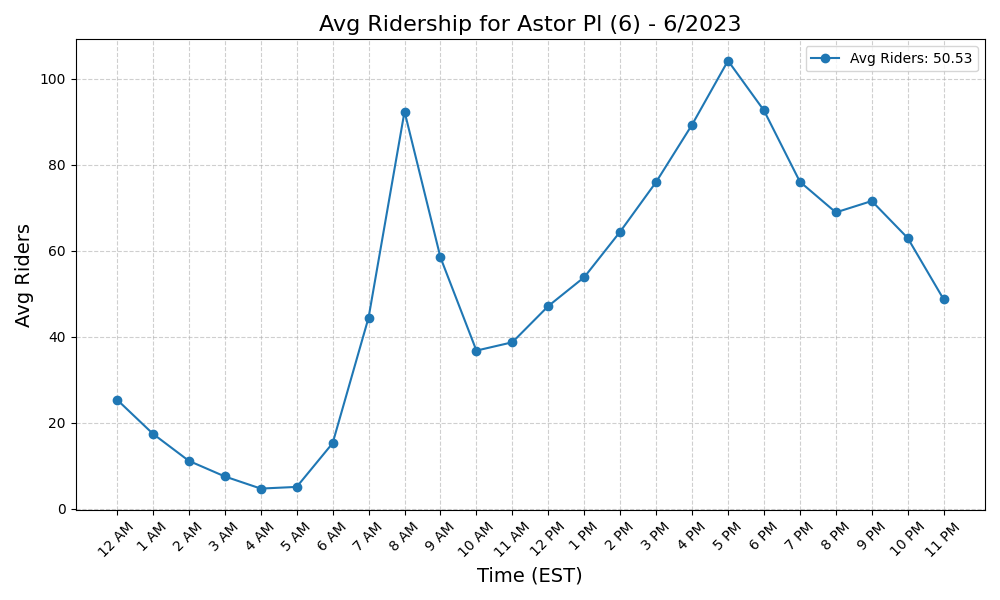 Avg Ridership for Astor Pl (6) - 6/2023
Avg Riders: 50.53
Avg Riders
100
80
60
40
20
0
12 AM
1 AM
2 AM
3 AM
4 AM
5 AM
6 AM
7 AM
8 AM
9 AM
10 AM
11 AM
12 PM
1 PM
2 PM
3 PM
4 PM
5 PM
6 PM
7 PM
8 PM
9 PM
10 PM
11 PM
Time (EST)